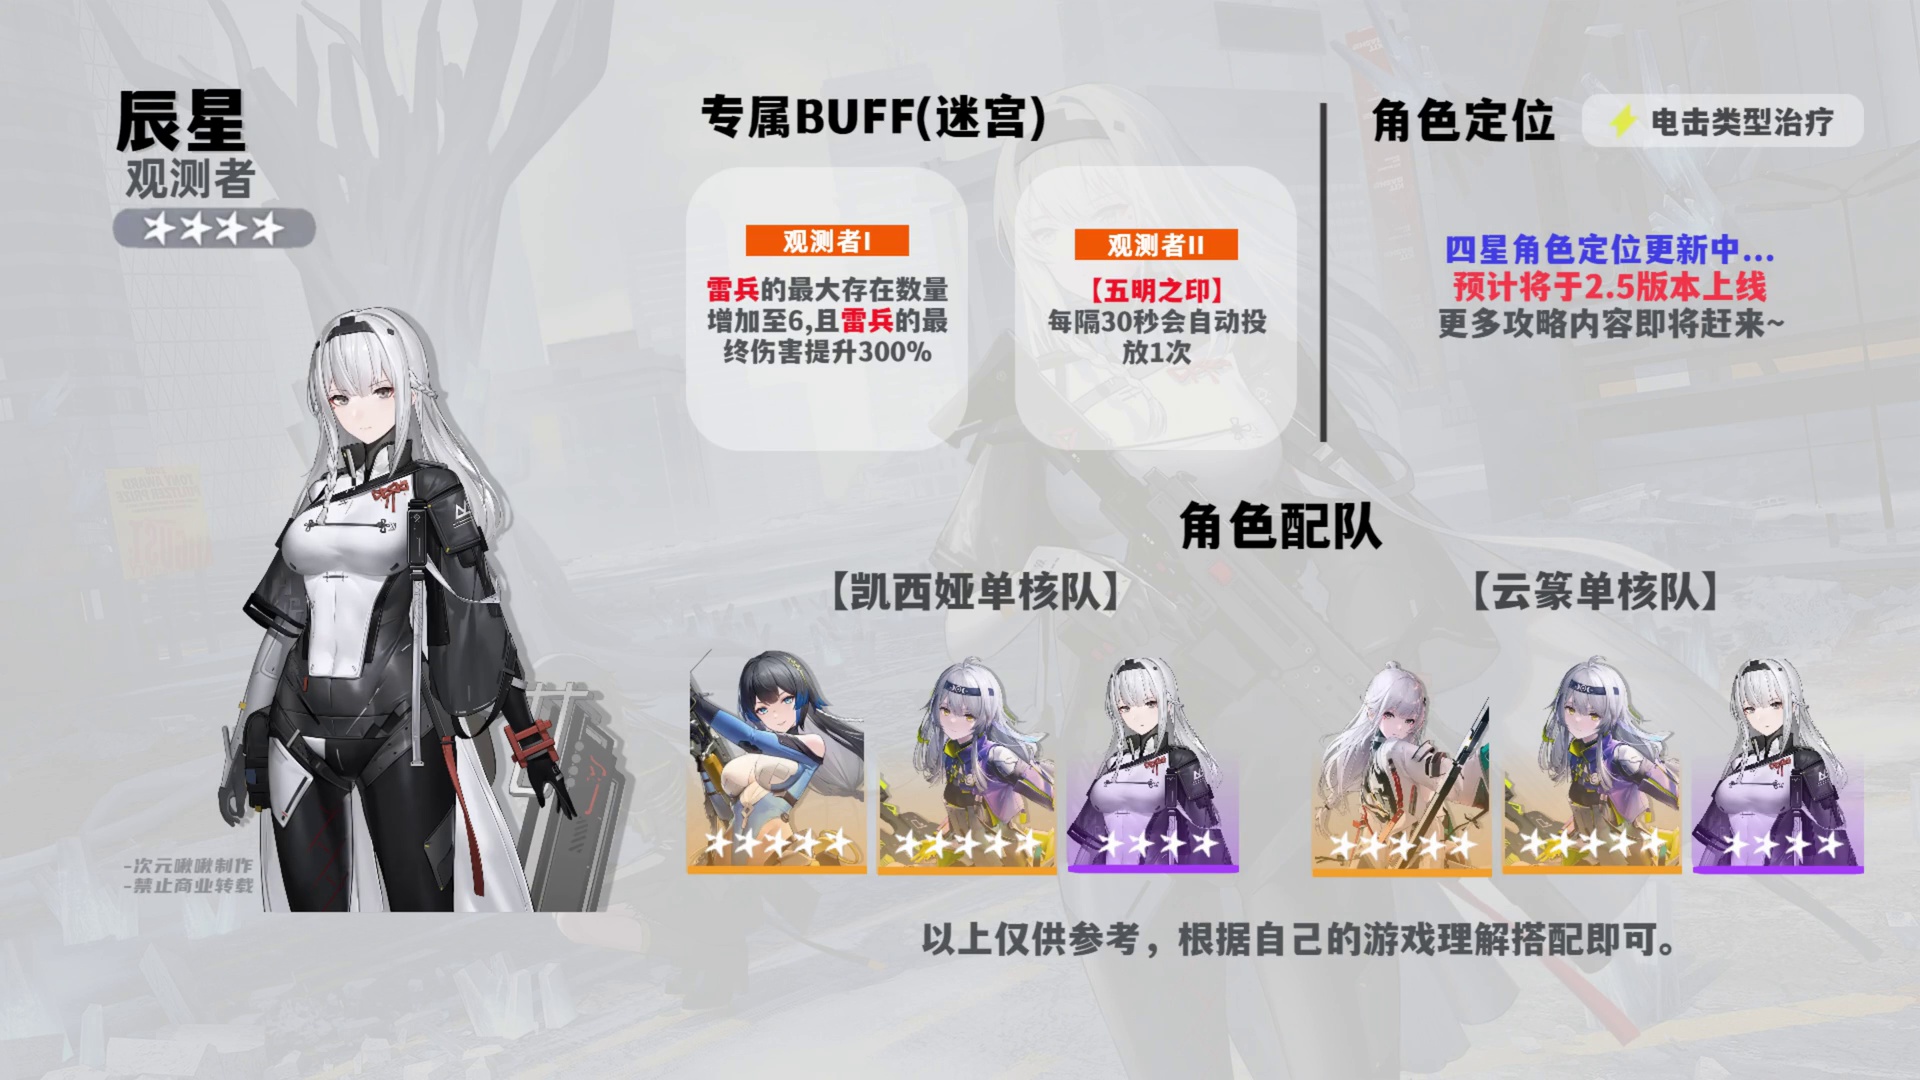 辰星
观测者
专属BUFF(迷宫)
观测者I
雷兵的最大存在数量
增加至6,且雷兵的最
终伤害提升300%
观测者II
【五明之印】
每隔30秒会自动投
放1次
角色定位
电击类型治疗
四星角色定位更新中...
预计将于2.5版本上线
更多攻略内容即将赶来~
角色配队
【凯西娅单核队】
【云篆单核队】
以上仅供参考，根据自己的游戏理解搭配即可。
-次元啾啾制作
-禁止商业转载